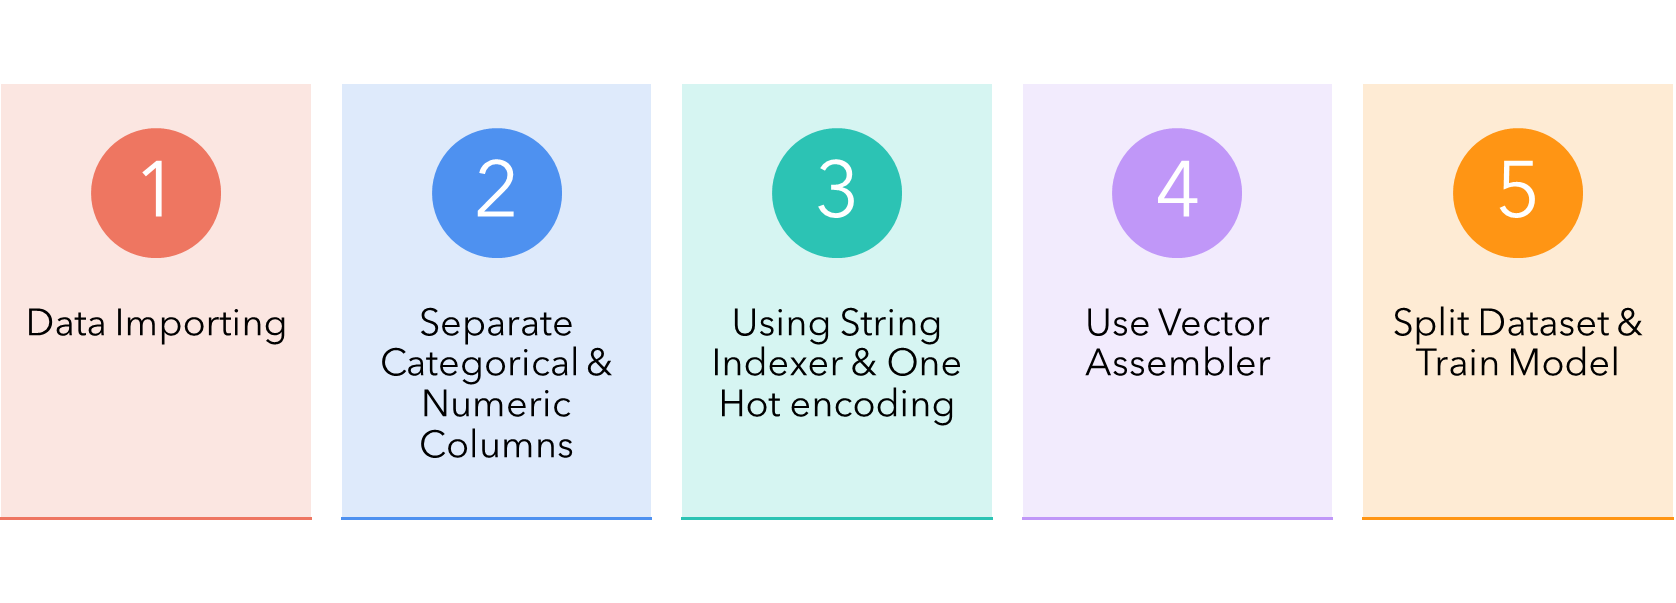 1
Data Importing
2
Separate
Categorical &
Numeric
Columns
3
Using String
Indexer & One
Hot encoding
4
Use Vector
Assembler
5
Split Dataset &
Train Model